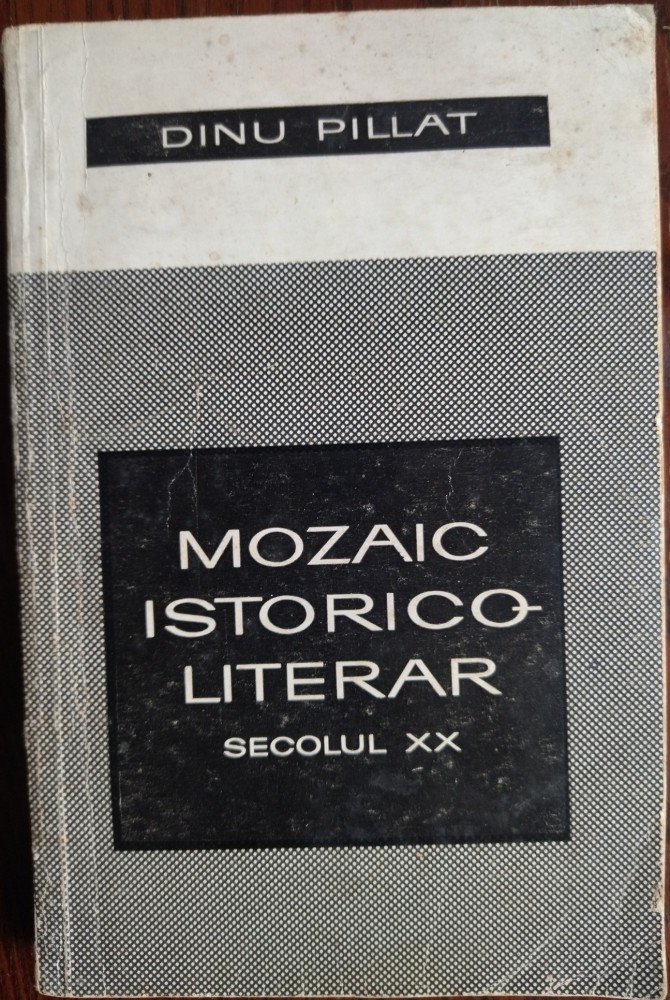 DINU PILLAT
MOZAIC
ISTORICO-
LITERAR
SECOLUL XX